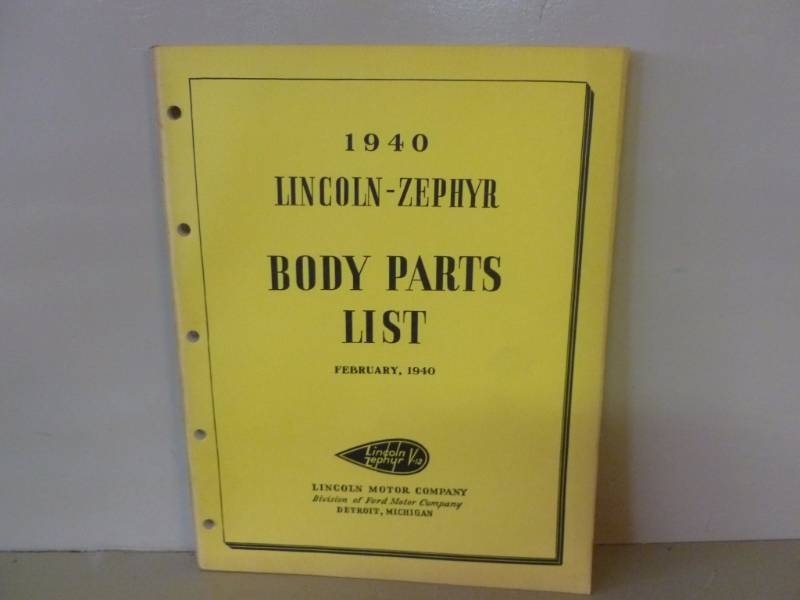 1940
LINCOLN-ZEPHYR
BODY PARTS
LIST
FEBRUARY, 1940
Lincoln
Zephyr V-12
LINCOLN MOTOR COMPANY
Division of Ford Motor Company
DETROIT, MICHIGAN